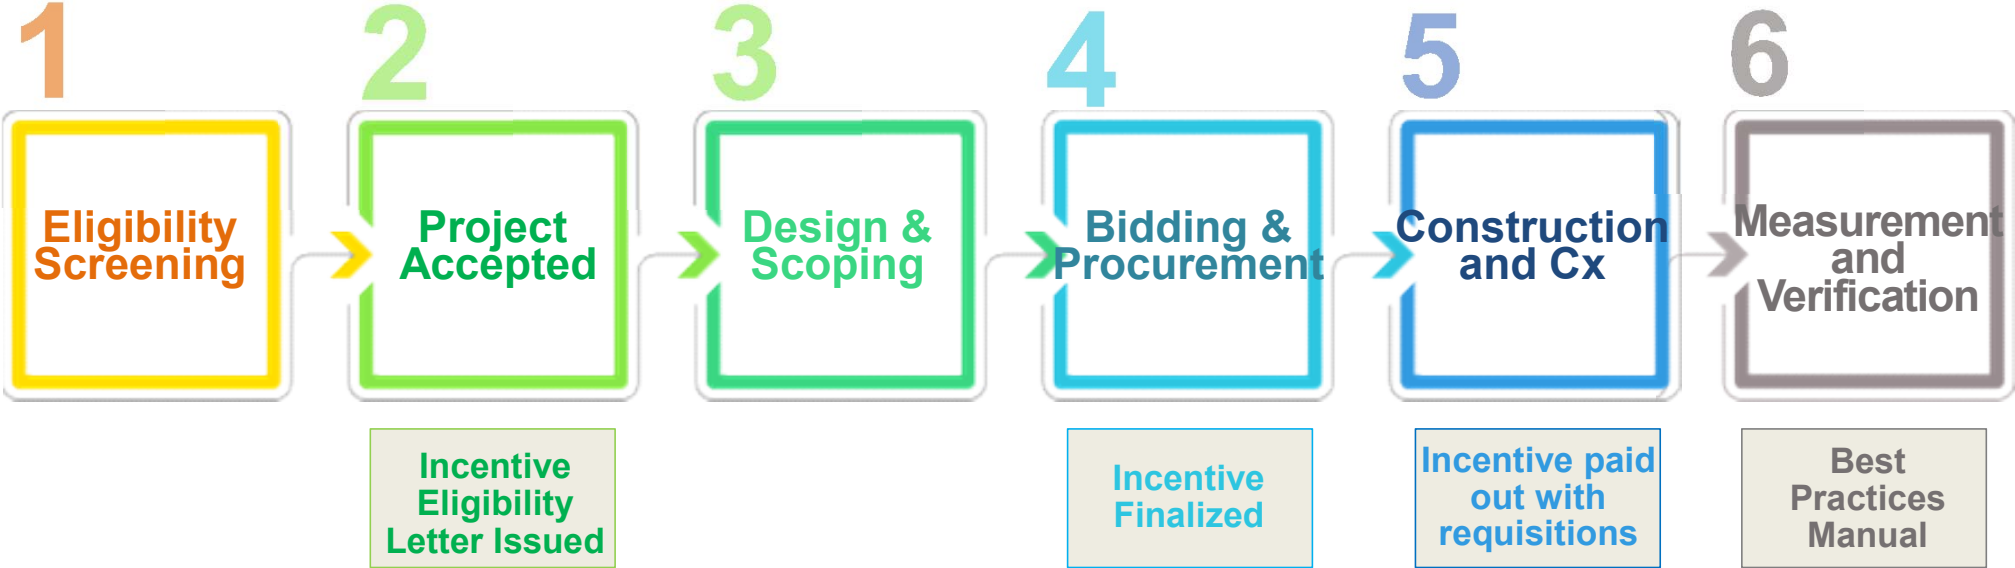 1
2
3
4
5
6
Eligibility
Screening
Project
Accepted
Design &
Scoping
Bidding &
Procurement
Construction
and Cx
Measurement
and
Verification
Incentive
Eligibility
Letter Issued
Incentive
Finalized
Incentive paid
out with
requisitions
Best
Practices
Manual